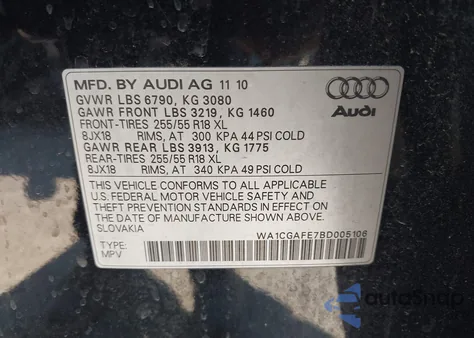 MFD. BY AUDI AG 11 10
GVWR LBS 6790, KG 3080
GAWR FRONT LBS 3219, KG 1460
FRONT-TIRES 255/55 R18 XL
8JX18 RIMS, AT 300 KPA 44 PSI COLD
GAWR REAR LBS 3913, KG 1775
REAR-TIRES 255/55 R18 XL
8JX18 RIMS, AT 340 KPA 49 PSI COLD
Audi
THIS VEHICLE CONFORMS TO ALL APPLICABLE
U.S. FEDERAL MOTOR VEHICLE SAFETY AND
THEFT PREVENTION STANDARDS IN EFFECT ON
THE DATE OF MANUFACTURE SHOWN ABOVE.
SLOVAKIA
WA1CGAFE7BD005106
TYPE:
MPV
autoSnap